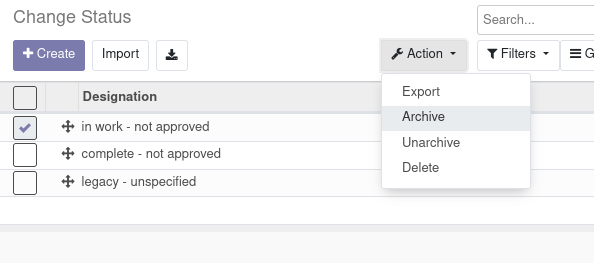 Change Status
Search...
+ Create
Import
Action
Filters
Designation
Export
Archive
Unarchive
Delete
in work - not approved
complete - not approved
legacy - unspecified